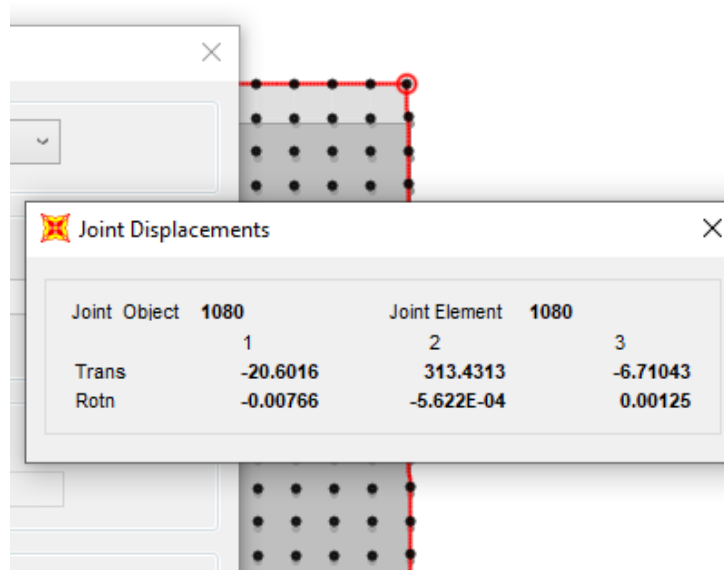 Joint Displacements
Joint Object 1080 Joint Element 1080
1 2 3
Trans -20.6016 313.4313 -6.71043
Rotn -0.00766 -5.622E-04 0.00125